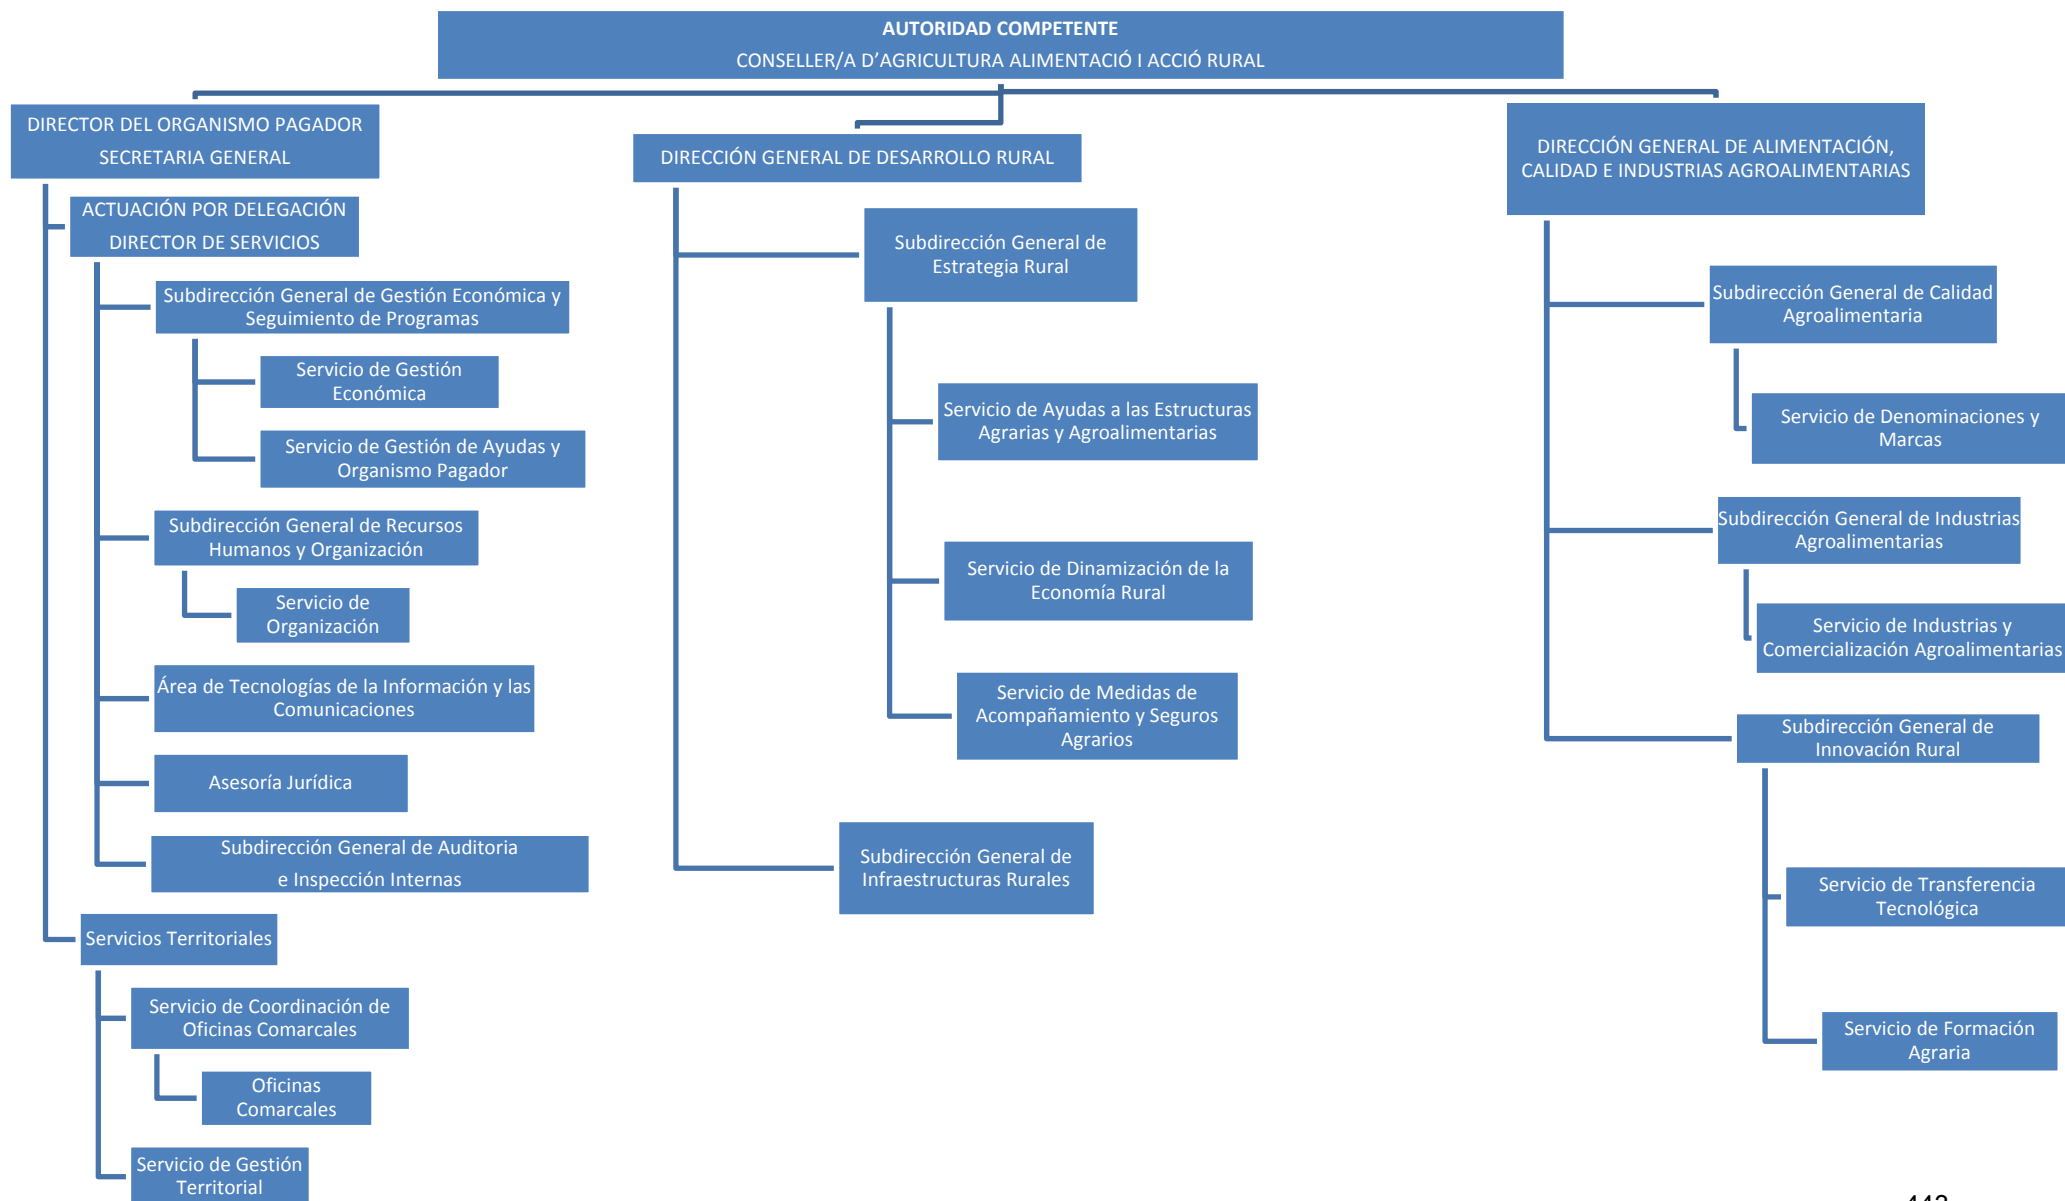 AUTORIDAD COMPETENTE
CONSELLER/A D'AGRICULTURA ALIMENTACIÓ I ACCIÓ RURAL
DIRECTOR DEL ORGANISMO PAGADOR
SECRETARIA GENERAL
ACTUACIÓN POR DELEGACIÓN
DIRECTOR DE SERVICIOS
Subdirección General de Gestión Económica y
Seguimiento de Programas
Servicio de Gestión
Económica
Servicio de Gestión de Ayudas y
Organismo Pagador
Subdirección General de Recursos
Humanos y Organización
Servicio de
Organización
Área de Tecnologías de la Información y las
Comunicaciones
Asesoría Jurídica
Subdirección General de Auditoria
e Inspección Internas
Servicios Territoriales
Servicio de Coordinación de
Oficinas Comarcales
Oficinas
Comarcales
Servicio de Gestión
Territorial
DIRECCIÓN GENERAL DE DESARROLLO RURAL
Subdirección General de
Estrategia Rural
Servicio de Ayudas a las Estructuras
Agrarias y Agroalimentarias
Servicio de Dinamización de la
Economía Rural
Servicio de Medidas de
Acompañamiento y Seguros
Agrarios
Subdirección General de
Infraestructuras Rurales
DIRECCIÓN GENERAL DE ALIMENTACIÓN,
CALIDAD E INDUSTRIAS AGROALIMENTARIAS
Subdirección General de Calidad
Agroalimentaria
Servicio de Denominaciones y
Marcas
Subdirección General de Industrias
Agroalimentarias
Servicio de Industrias y
Comercialización Agroalimentarias
Subdirección General de
Innovación Rural
Servicio de Transferencia
Tecnológica
Servicio de Formación
Agraria